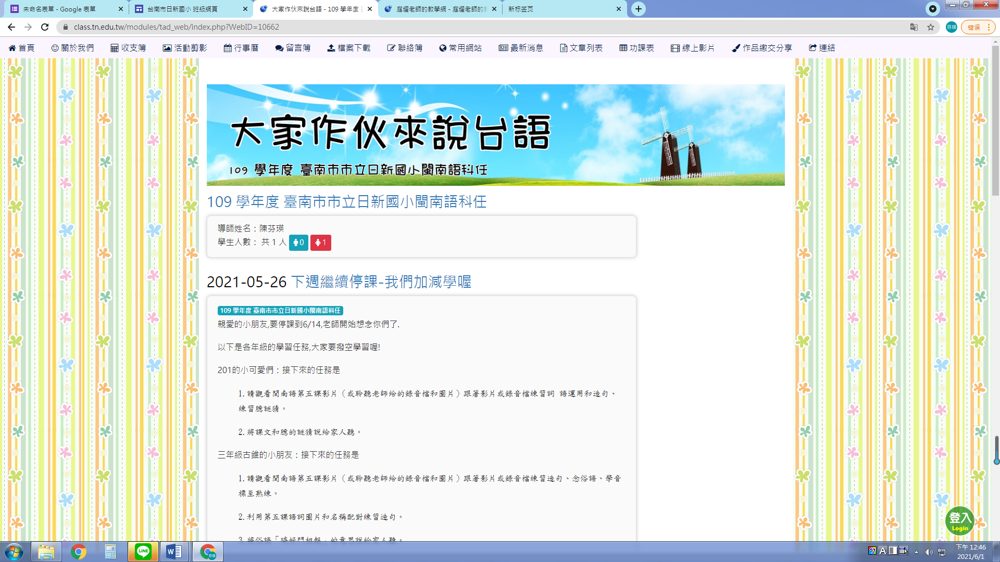 未命名表單 - Google 表單
台南市日新國小 班級網頁
大家作伙來說台語 - 109 學年度
庭燿老師的教學網 - 庭燿老師的
新标签页
class.tn.edu.tw/modules/tad_web/index.php?WebID=10662
芬瑛
错误
首頁 關於我們 收支簿 活動剪影 行事曆 留言簿 檔案下載 聯絡簿 常用網站 最新消息 文章列表 功課表 線上影片 作品繳交分享 連結
大家作伙來說台語
109 學年度 臺南市市立日新國小閩南語科任
109 學年度 臺南市市立日新國小閩南語科任
導師姓名：陳芬瑛
學生人數： 共 1 人 0 1
2021-05-26 下週繼續停課-我們加減學喔
109 學年度 臺南市市立日新國小閩南語科任
親愛的小朋友,要停課到6/14,老師開始想念你們了.
以下是各年級的學習任務,大家要撥空學習喔!
201的小可愛們：接下來的任務是
1. 請觀看閩南語第五課影片（或聆聽老師給的錄音檔和圖片）跟著影片或錄音檔練習詞 語運用和造句、
練習臆謎猜。
2. 將課文和臆的謎猜說給家人聽。
三年級古錐的小朋友：接下來的任務是
1. 請觀看閩南語第五課影片（或聆聽老師給的錄音檔和圖片）跟著影片或錄音檔練習造句、念俗語、學音
標至熟練。
2. 利用第五課語詞圖片和名稱配對練習造句。
3. 將俗語「時好鬥相報」的意思說給家人聽。
登入
Login
LINE
W
芬瑛
A
下午 12:46
2021/6/1